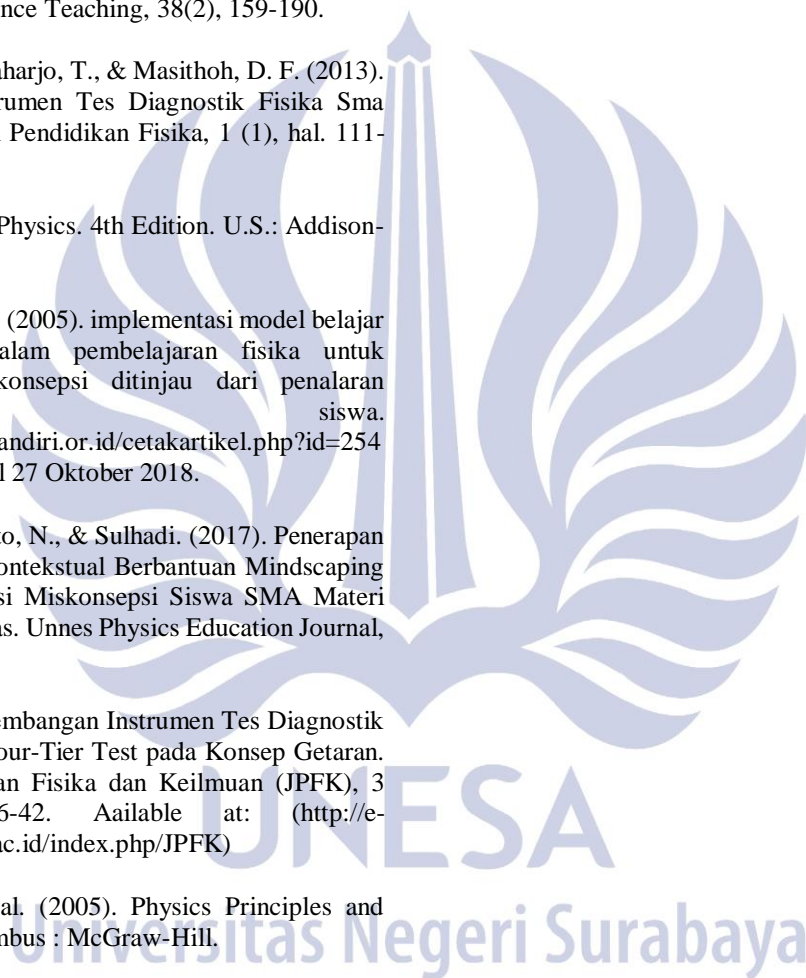 nce Teaching, 38(2), 159-190.
harjo, T., & Masithoh, D. F. (2013).
rumen Tes Diagnostik Fisika Sma
Pendidikan Fisika, 1 (1), hal. 111-
Physics. 4th Edition. U.S.: Addison-
(2005). implementasi model belajar
alam pembelajaran fisika untuk
konsepsi ditinjau dari penalaran
siswa.
andiri.or.id/cetakartikel.php?id=254
l 27 Oktober 2018.
to, N., & Sulhadi. (2017). Penerapan
ontekstual Berbantuan Mindscaping
si Miskonsepsi Siswa SMA Materi
as. Unnes Physics Education Journal,
embangan Instrumen Tes Diagnostik
our-Tier Test pada Konsep Getaran.
an Fisika dan Keilmuan (JPFK), 3
6-42. Aailable at: (http://e-
ac.id/index.php/JPFK)
al. (2005). Physics Principles and
mbus : McGraw-Hill.
UNESA
Universitas Negeri Surabaya